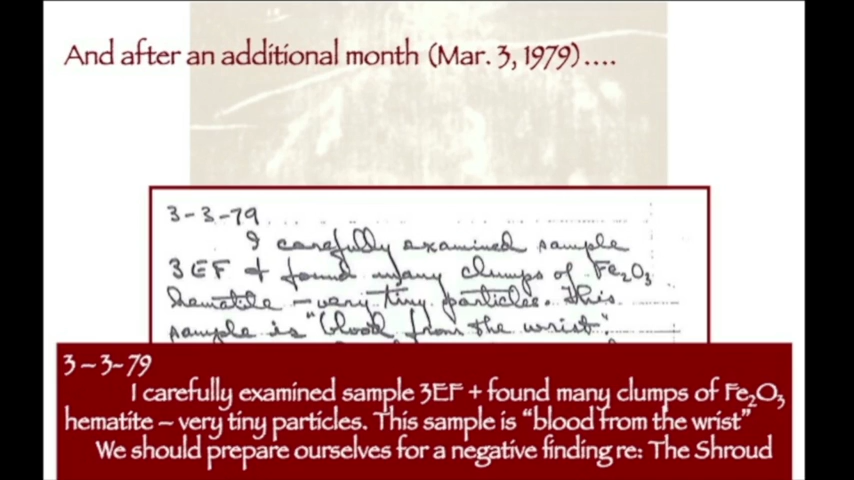 And after an additional month (Mar. 3, 1979)....
3-3-79
I carefully examined sample
3EF + found many clumps of Fe₂O₃
hematite – very tiny particles. This
sample is "blood from the wrist".
3 – 3- 79
I carefully examined sample 3EF + found many clumps of Fe₂O₃
hematite – very tiny particles. This sample is “blood from the wrist”
We should prepare ourselves for a negative finding re: The Shroud